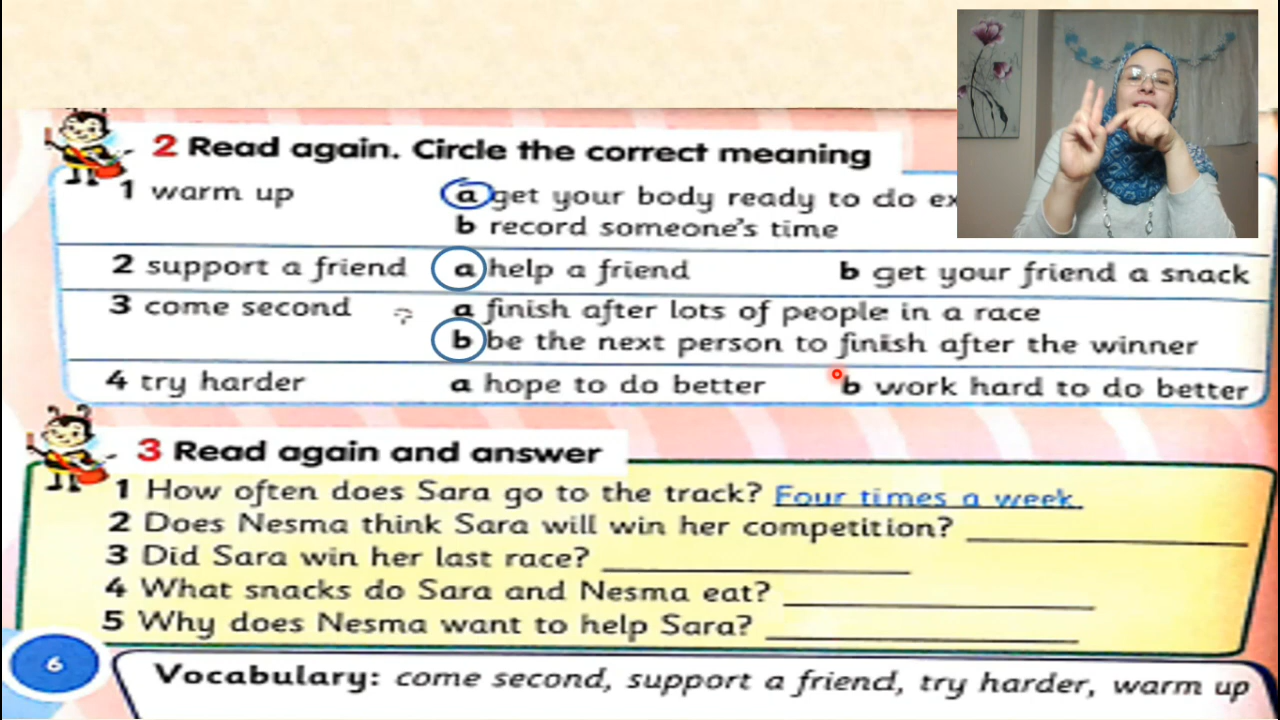 2 Read again. Circle the correct meaning
1 warm up a get your body ready to do ex
b record someone's time
2 support a friend a help a friend b get your friend a snack
3 come second a finish after lots of people in a race
b be the next person to finish after the winner
4 try harder a hope to do better b work hard to do better
3 Read again and answer
1 How often does Sara go to the track? Four times a week.
2 Does Nesma think Sara will win her competition?
3 Did Sara win her last race?
4 What snacks do Sara and Nesma eat?
5 Why does Nesma want to help Sara?
6
Vocabulary: come second, support a friend, try harder, warm up